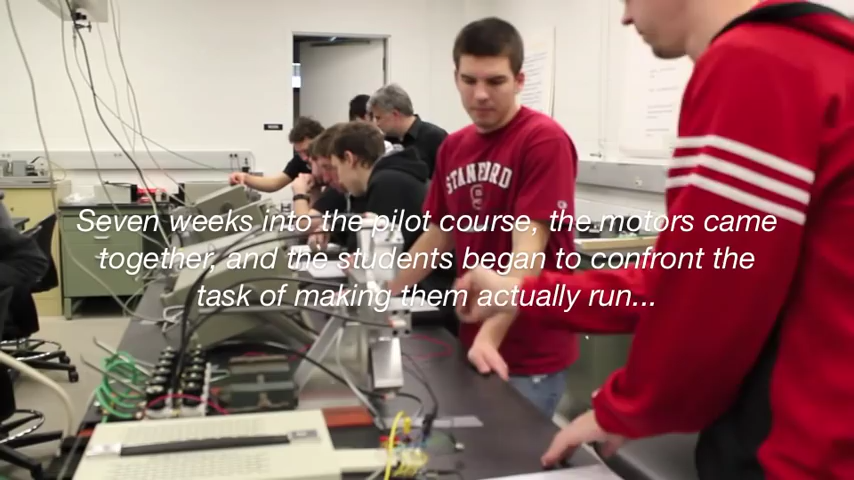 STANFORD
S
Seven weeks into the pilot course, the motors came
together, and the students began to confront the
task of making them actually run...